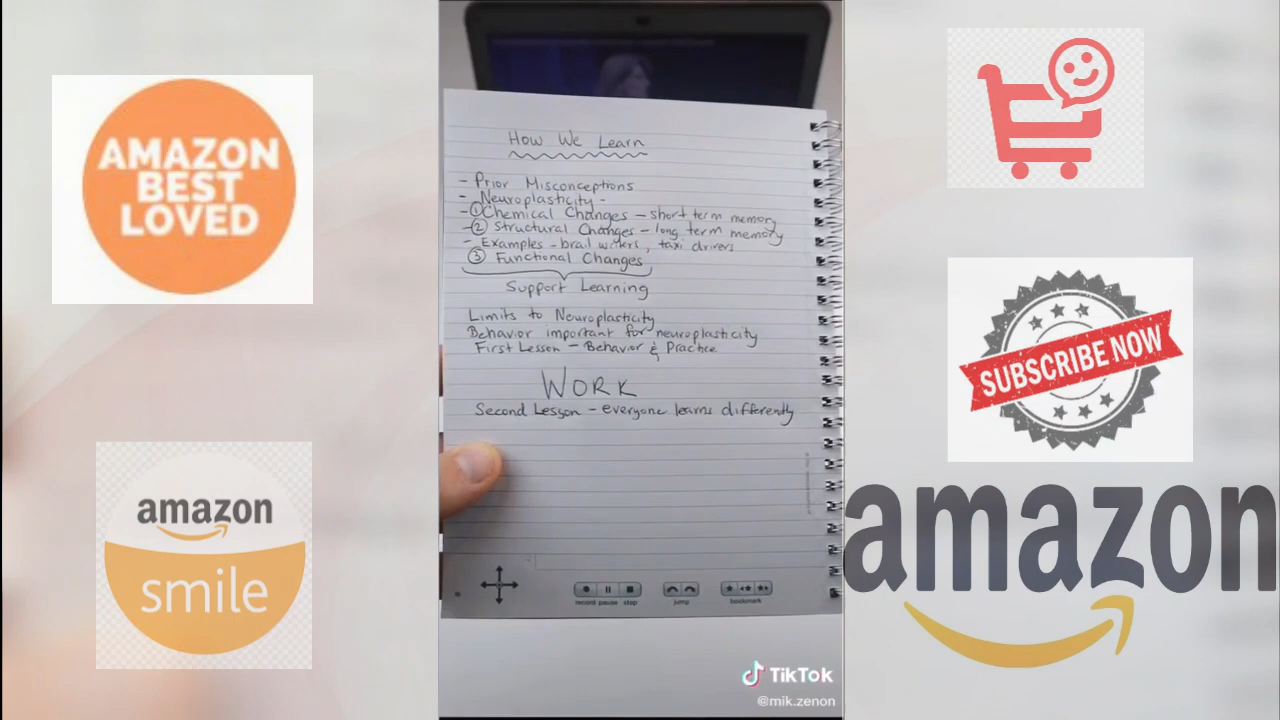 AMAZON
BEST
LOVED
amazon
smile
How We Learn
- Prior Misconceptions
- Neuroplasticity -
- ① Chemical Changes - short term memory
- ② Structural Changes - long term memory
- Examples - brail writers, taxi drivers
③ Functional Changes
Support Learning
Limits to Neuroplasticity
Behavior important for neuroplasticity
First Lesson - Behavior & Practice
WORK
Second Lesson - everyone learns differently
record pause stop
jump
bookmark
TikTok
@mik.zenon
SUBSCRIBE NOW
amazon